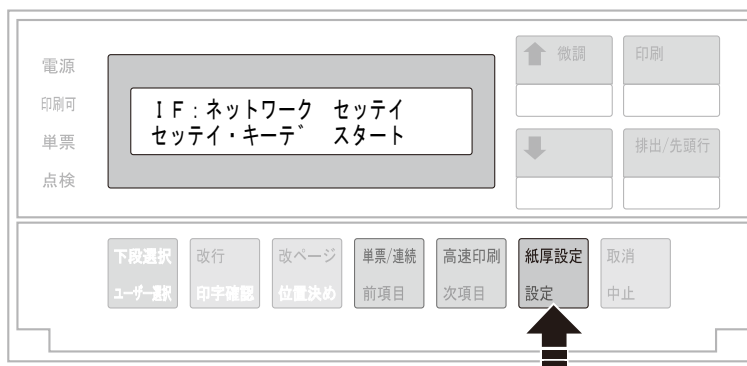 電源
印刷可
単票
点検
IF:ネットワーク セッテイ
セッテイ・キーデ スタート
微調
印刷
排出/先頭行
下段選択
ユーザー選択
改行
印字確認
改ページ
位置決め
単票/連続
前項目
高速印刷
次項目
紙厚設定
設定
取消
中止